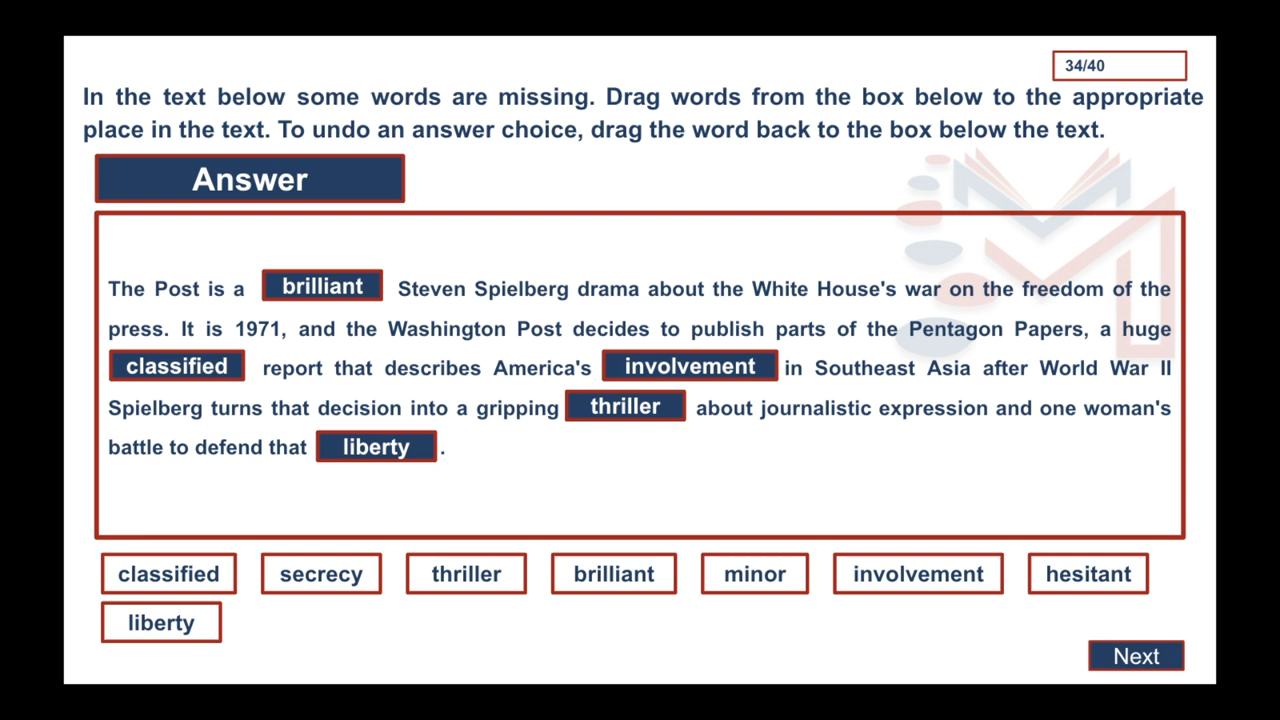 34/40
In the text below some words are missing. Drag words from the box below to the appropriate
place in the text. To undo an answer choice, drag the word back to the box below the text.
Answer
The Post is a brilliant Steven Spielberg drama about the White House's war on the freedom of the
press. It is 1971, and the Washington Post decides to publish parts of the Pentagon Papers, a huge
classified report that describes America's involvement in Southeast Asia after World War II
Spielberg turns that decision into a gripping thriller about journalistic expression and one woman's
battle to defend that liberty .
classified secrecy thriller brilliant minor involvement hesitant
liberty
Next